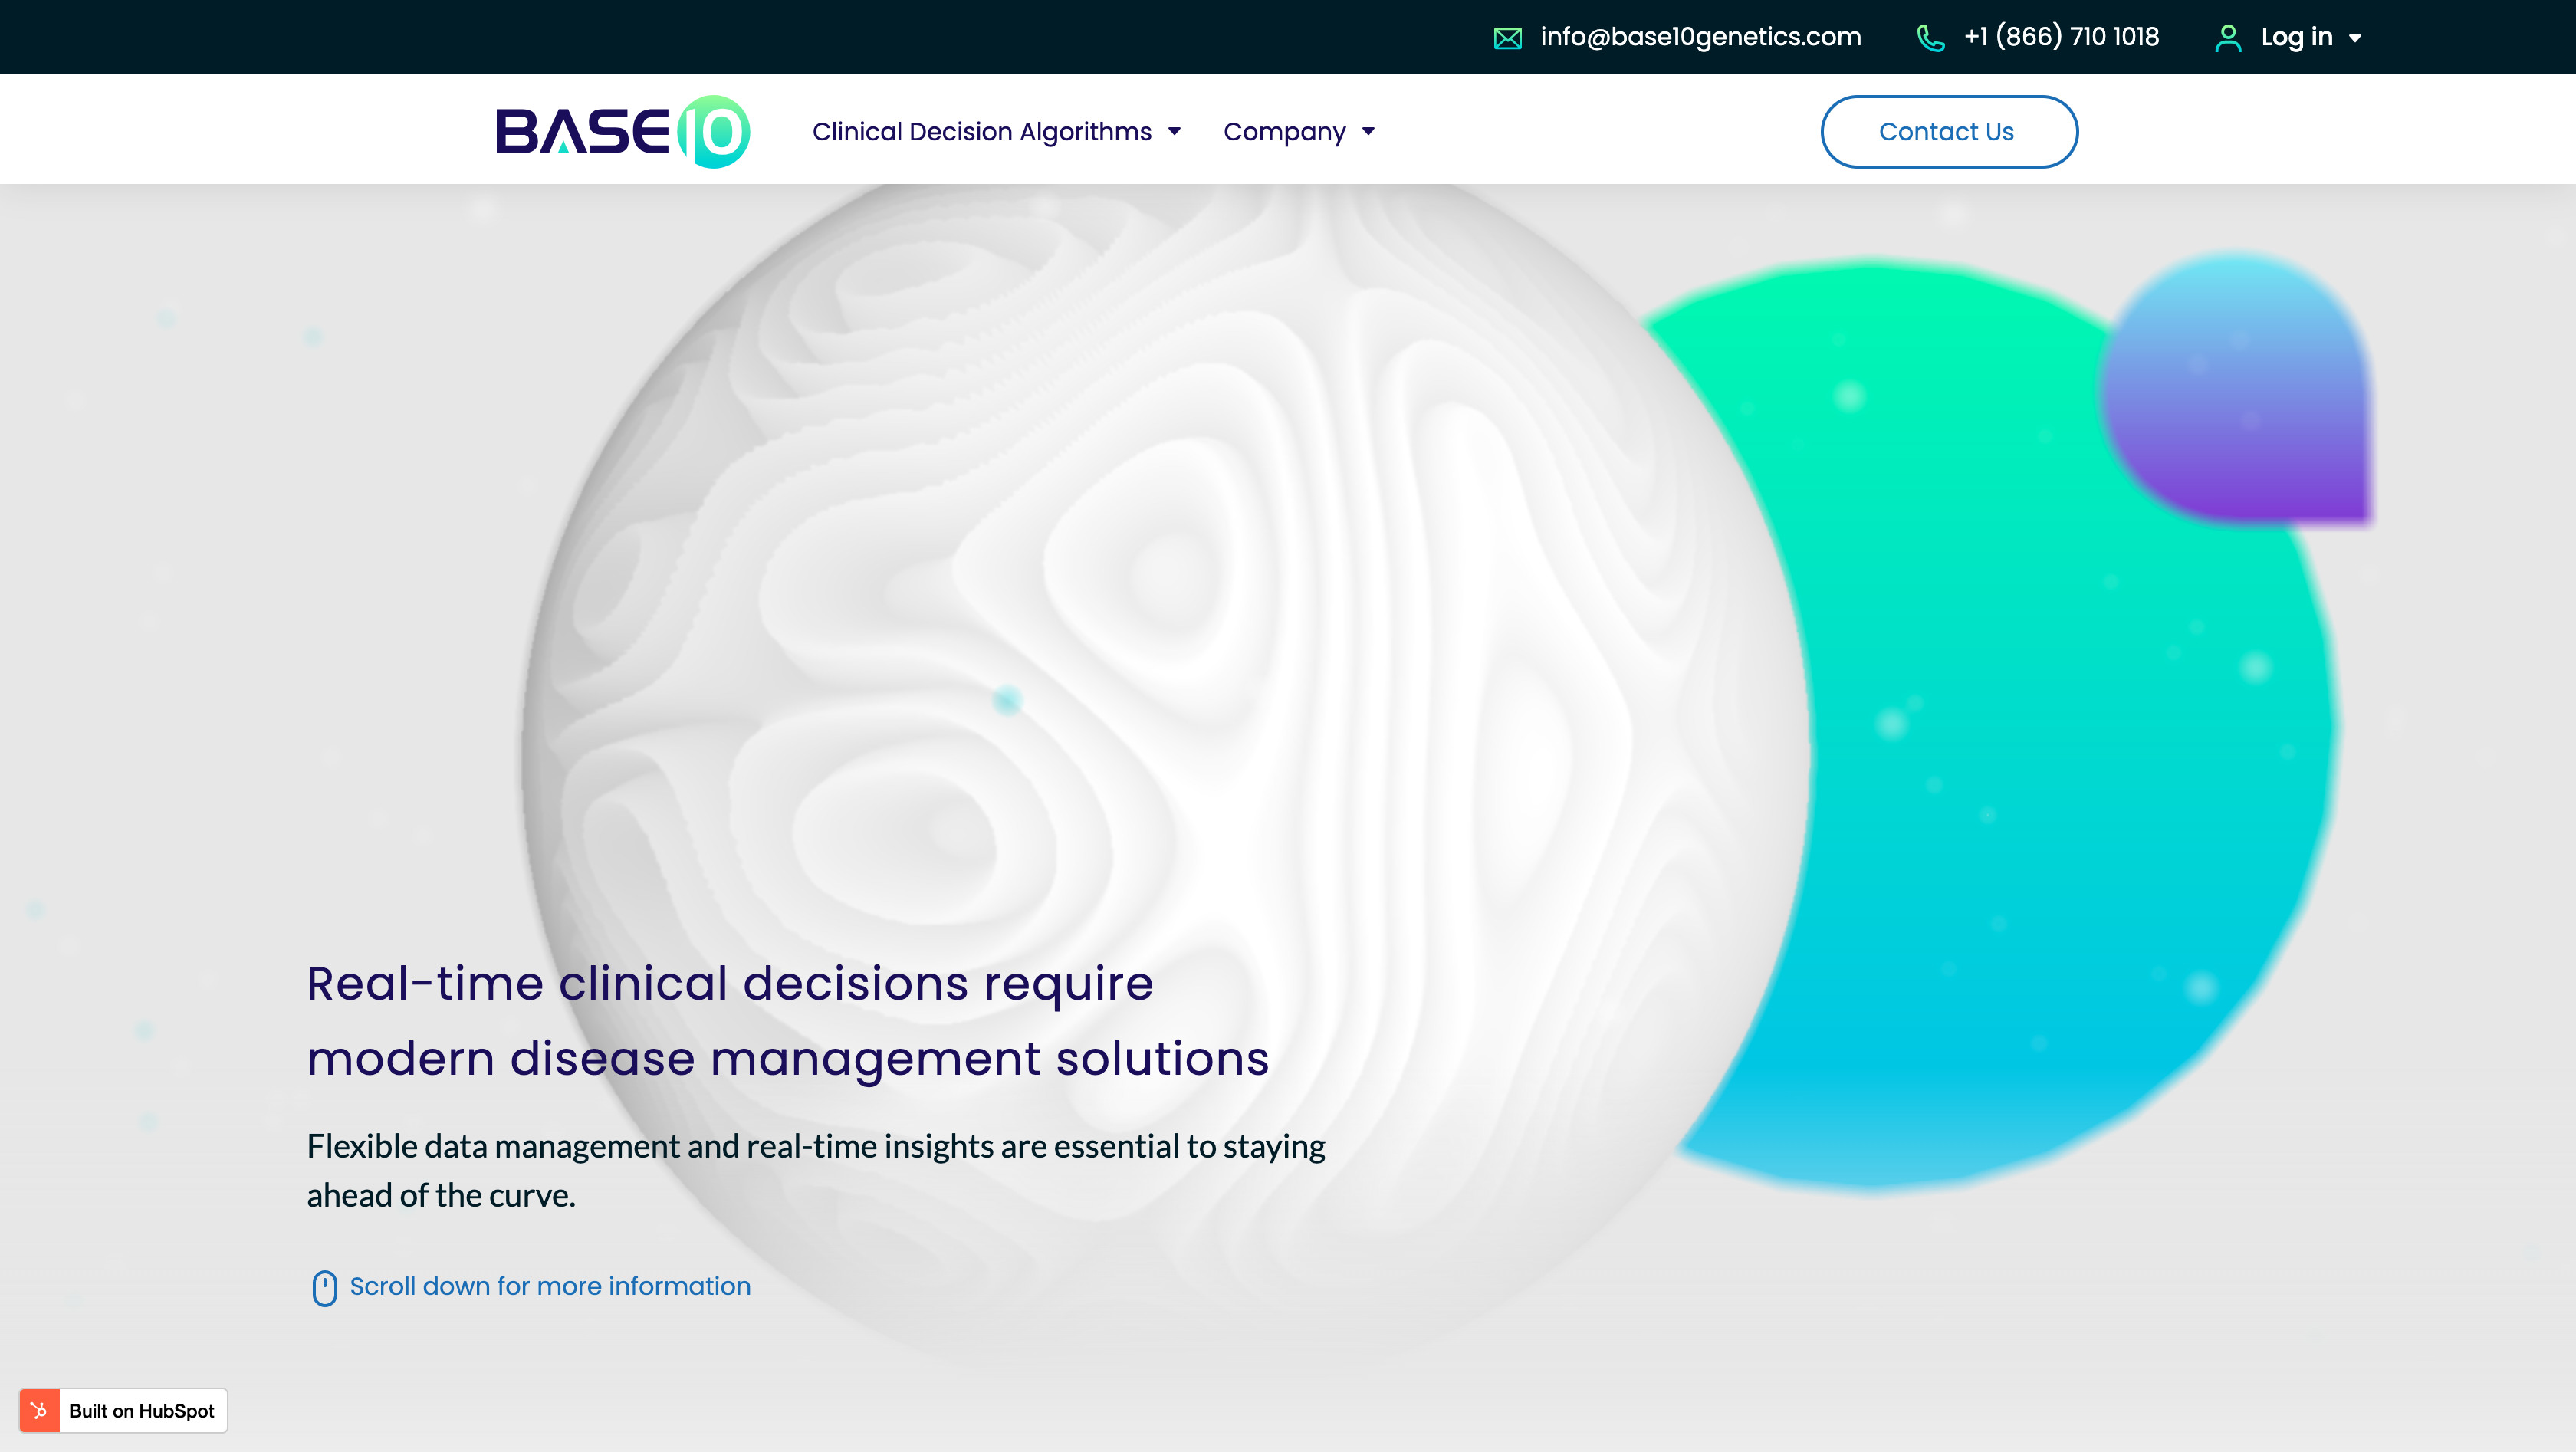 info@base10genetics.com
+1 (866) 710 1018
Log in
BASE10
Clinical Decision Algorithms
Company
Contact Us
Real-time clinical decisions require
modern disease management solutions
Flexible data management and real-time insights are essential to staying
ahead of the curve.
Scroll down for more information
Built on HubSpot